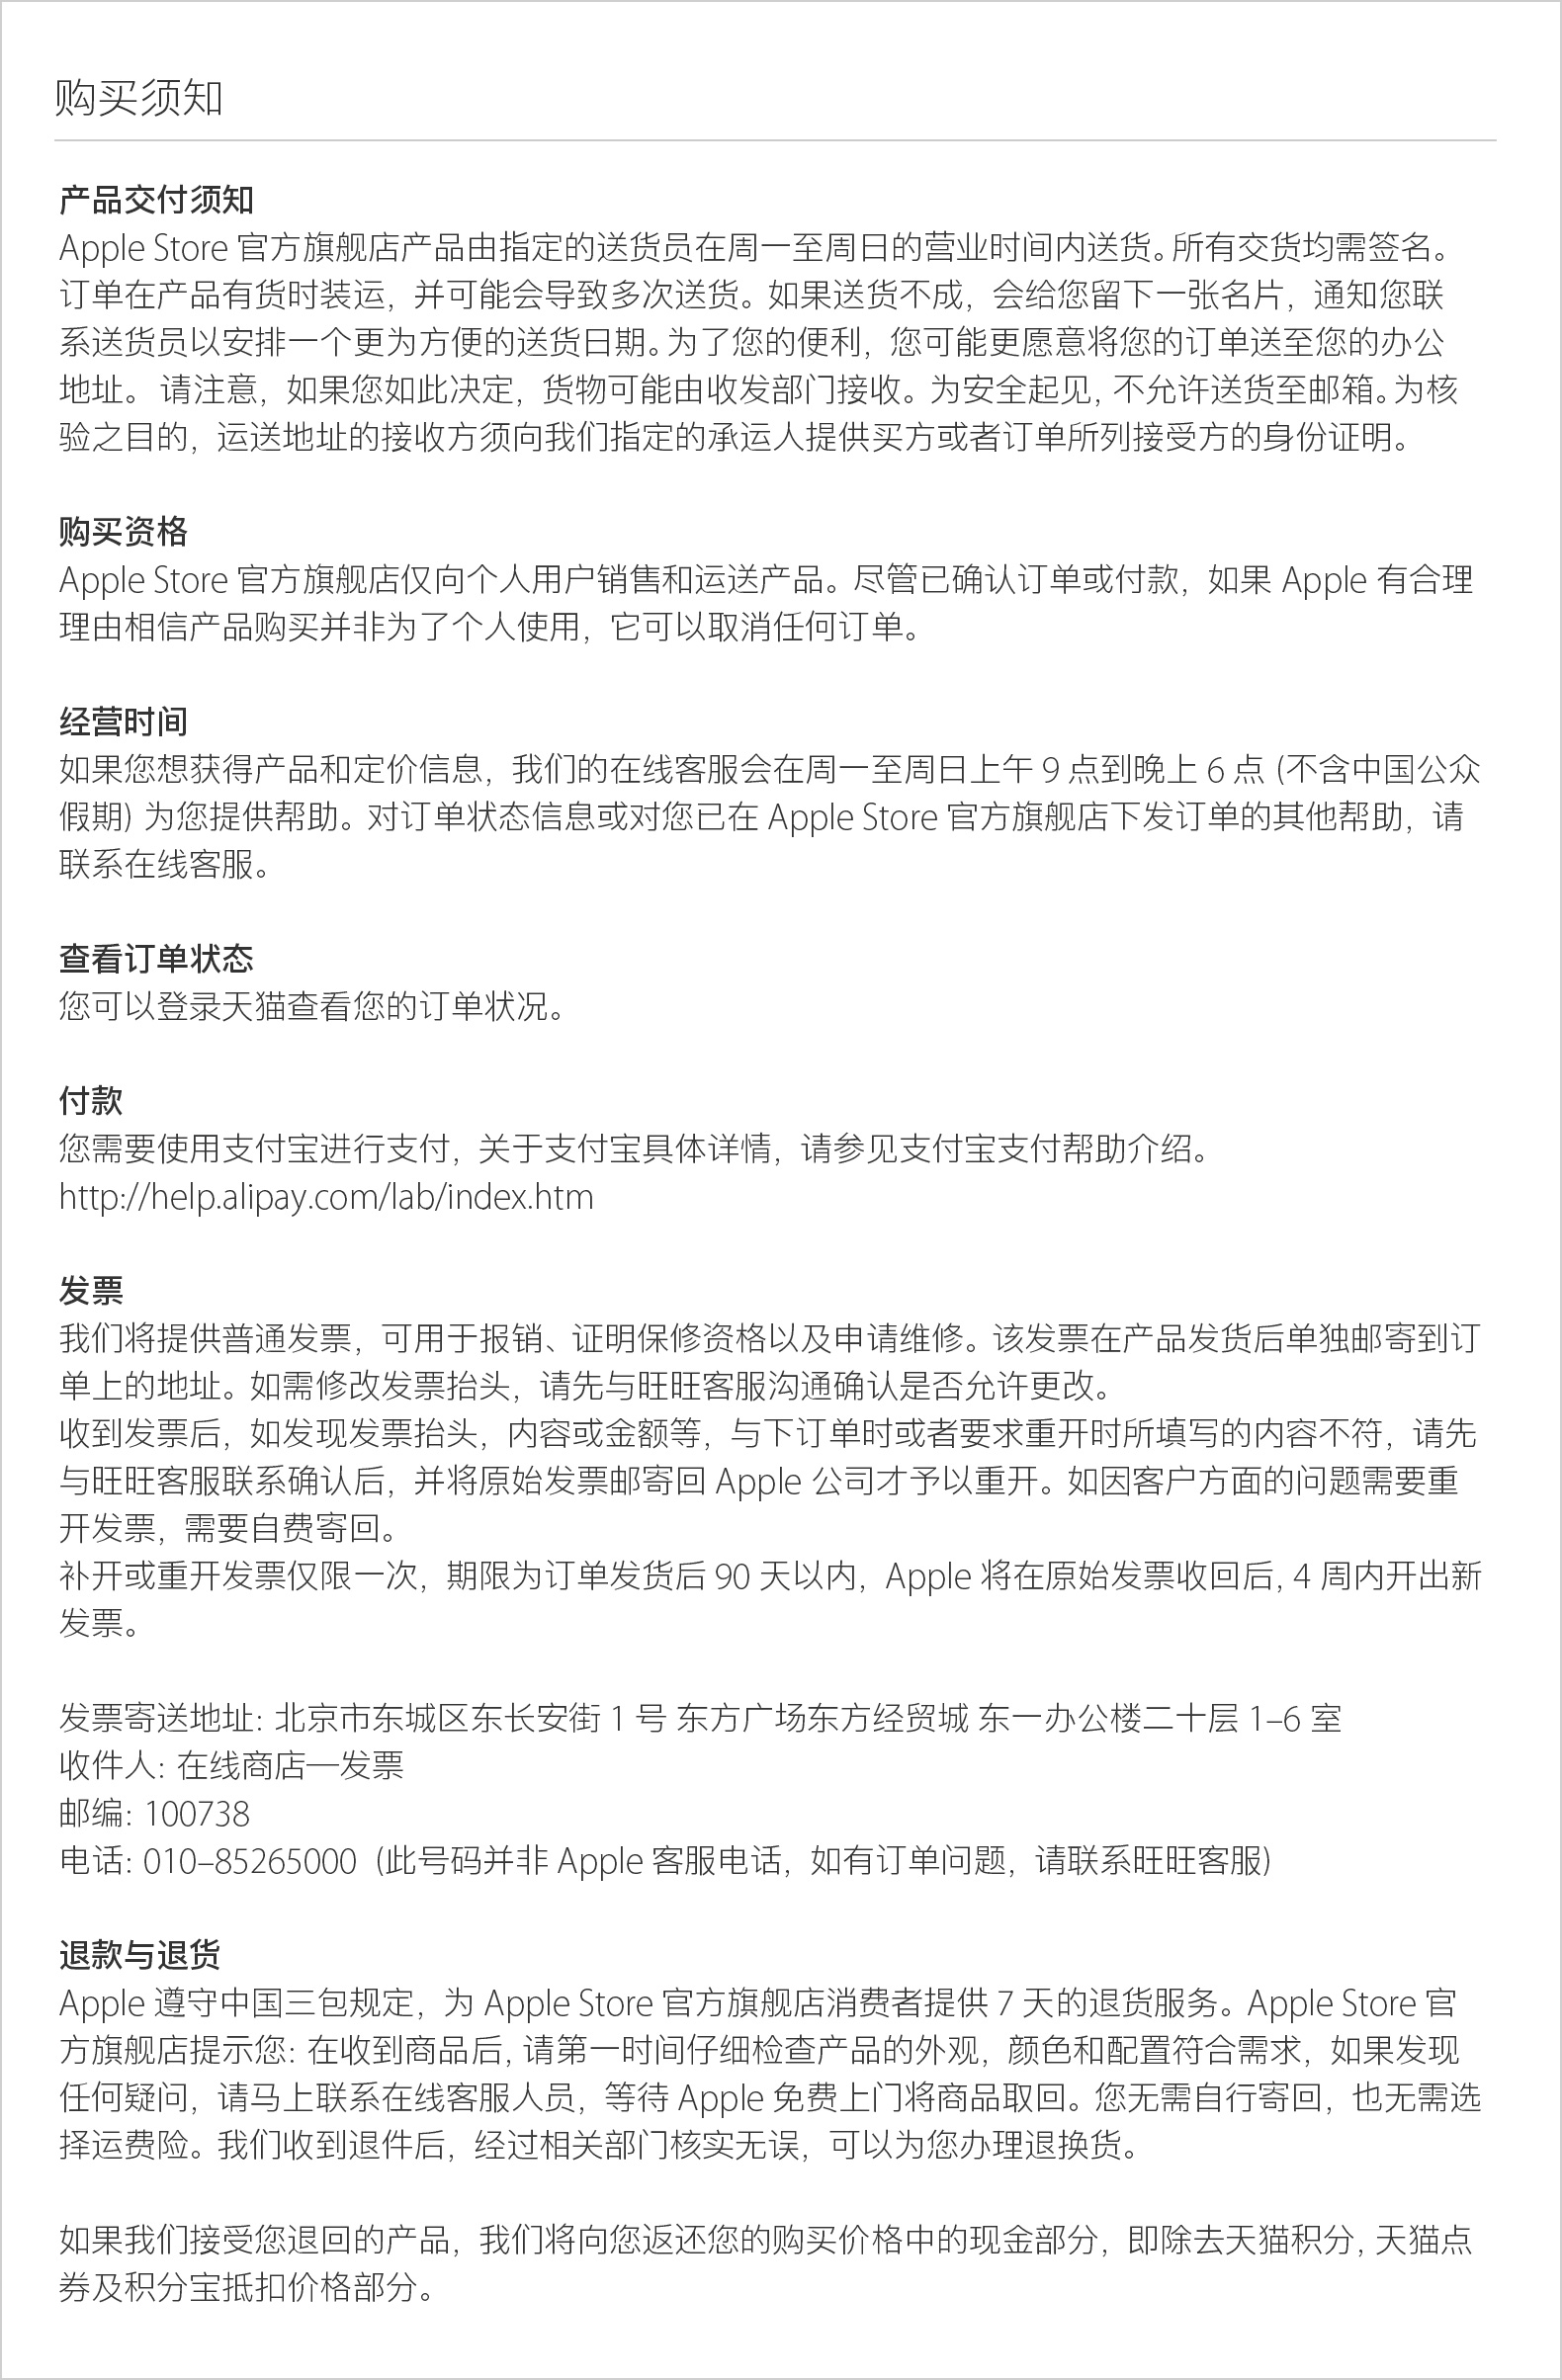 购买须知
产品交付须知
Apple Store 官方旗舰店产品由指定的送货员在周一至周日的营业时间内送货。所有交货均需签名。
订单在产品有货时装运，并可能会导致多次送货。如果送货不成，会给您留下一张名片，通知您联
系送货员以安排一个更为方便的送货日期。为了您的便利，您可能更愿意将您的订单送至您的办公
地址。 请注意，如果您如此决定，货物可能由收发部门接收。为安全起见，不允许送货至邮箱。为核
验之目的，运送地址的接收方须向我们指定的承运人提供买方或者订单所列接受方的身份证明。
购买资格
Apple Store 官方旗舰店仅向个人用户销售和运送产品。尽管已确认订单或付款，如果 Apple 有合理
理由相信产品购买并非为了个人使用，它可以取消任何订单。
经营时间
如果您想获得产品和定价信息，我们的在线客服会在周一至周日上午 9 点到晚上 6 点 (不含中国公众
假期) 为您提供帮助。对订单状态信息或对您已在 Apple Store 官方旗舰店下发订单的其他帮助，请
联系在线客服。
查看订单状态
您可以登录天猫查看您的订单状况。
付款
您需要使用支付宝进行支付，关于支付宝具体详情，请参见支付宝支付帮助介绍。
http://help.alipay.com/lab/index.htm
发票
我们将提供普通发票，可用于报销、证明保修资格以及申请维修。该发票在产品发货后单独邮寄到订
单上的地址。如需修改发票抬头，请先与旺旺客服沟通确认是否允许更改。
收到发票后，如发现发票抬头，内容或金额等，与下订单时或者要求重开时所填写的内容不符，请先
与旺旺客服联系确认后，并将原始发票邮寄回 Apple 公司才予以重开。如因客户方面的问题需要重
开发票，需要自费寄回。
补开或重开发票仅限一次，期限为订单发货后 90 天以内，Apple 将在原始发票收回后, 4 周内开出新
发票。
发票寄送地址: 北京市东城区东长安街 1 号 东方广场东方经贸城 东一办公楼二十层 1–6 室
收件人: 在线商店—发票
邮编: 100738
电话: 010–85265000  (此号码并非 Apple 客服电话，如有订单问题，请联系旺旺客服)
退款与退货
Apple 遵守中国三包规定，为 Apple Store 官方旗舰店消费者提供 7 天的退货服务。Apple Store 官
方旗舰店提示您: 在收到商品后, 请第一时间仔细检查产品的外观，颜色和配置符合需求，如果发现
任何疑问，请马上联系在线客服人员，等待 Apple 免费上门将商品取回。您无需自行寄回，也无需选
择运费险。我们收到退件后，经过相关部门核实无误，可以为您办理退换货。
如果我们接受您退回的产品，我们将向您返还您的购买价格中的现金部分，即除去天猫积分, 天猫点
券及积分宝抵扣价格部分。